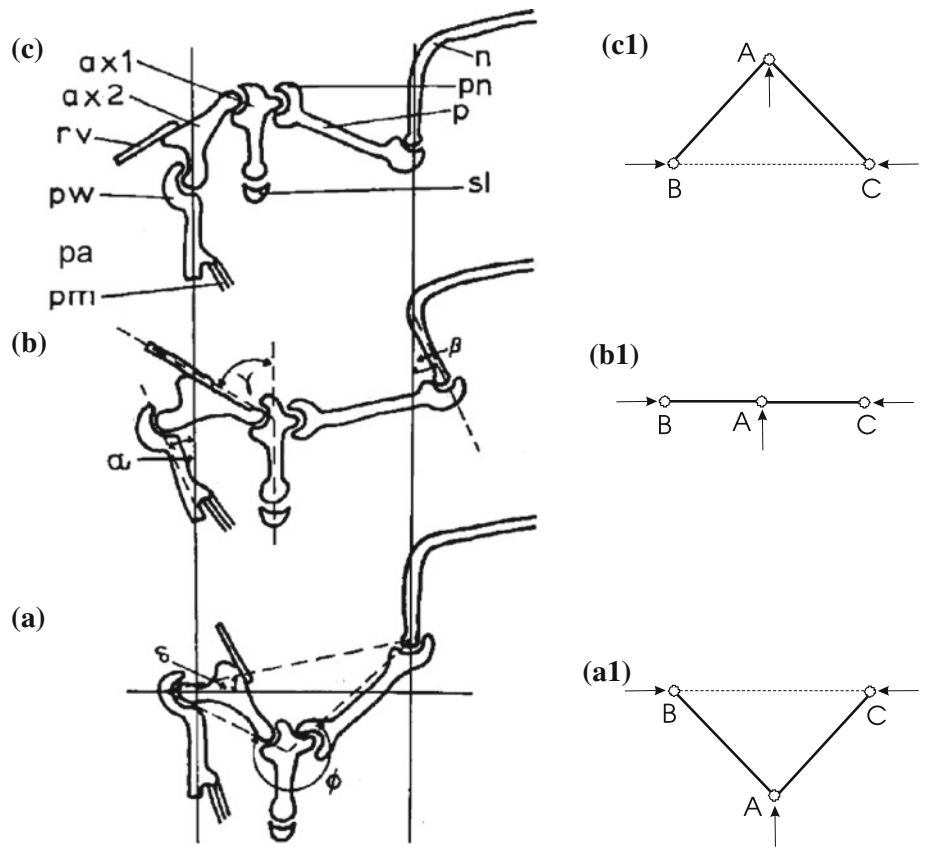 (c)
ax1
ax2
rv
pw
pa
pm
n
pn
p
sl
(c1)
A
B
C
(b)
γ
β
α
(b1)
B
A
C
(a)
δ
ϕ
(a1)
B
C
A